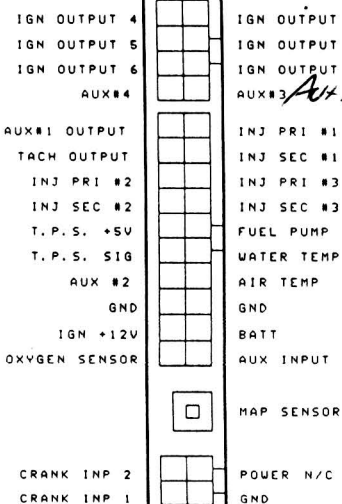 IGN OUTPUT 4 IGN OUTPUT
IGN OUTPUT 5 IGN OUTPUT
IGN OUTPUT 6 IGN OUTPUT
AUX#4 AUX#3
AUX#1 OUTPUT INJ PRI #1
TACH OUTPUT INJ SEC #1
INJ PRI #2 INJ PRI #3
INJ SEC #2 INJ SEC #3
T.P.S. +5V FUEL PUMP
T.P.S. SIG WATER TEMP
AUX #2 AIR TEMP
GND GND
IGN +12V BATT
OXYGEN SENSOR AUX INPUT
MAP SENSOR
CRANK INP 2 POWER N/C
CRANK INP 1 GND